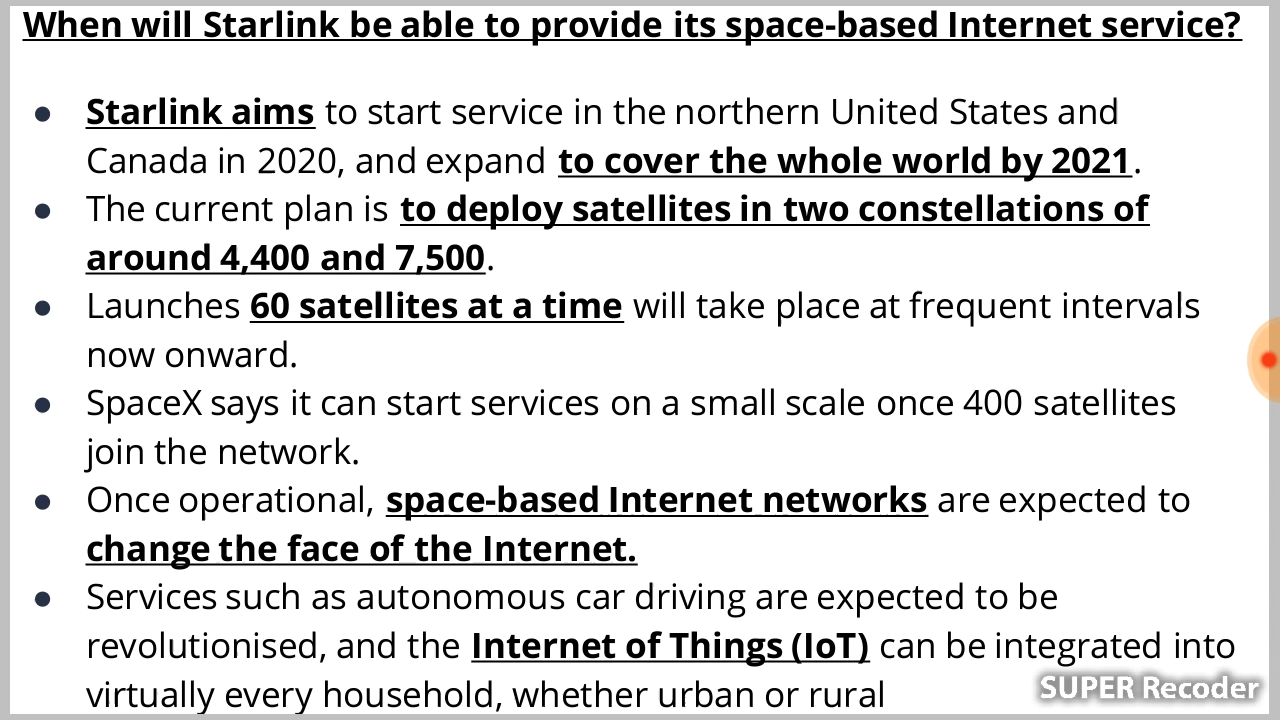 When will Starlink be able to provide its space-based Internet service?
● Starlink aims to start service in the northern United States and
Canada in 2020, and expand to cover the whole world by 2021.
● The current plan is to deploy satellites in two constellations of
around 4,400 and 7,500.
● Launches 60 satellites at a time will take place at frequent intervals
now onward.
● SpaceX says it can start services on a small scale once 400 satellites
join the network.
● Once operational, space-based Internet networks are expected to
change the face of the Internet.
● Services such as autonomous car driving are expected to be
revolutionised, and the Internet of Things (IoT) can be integrated into
virtually every household, whether urban or rural
SUPER Recoder